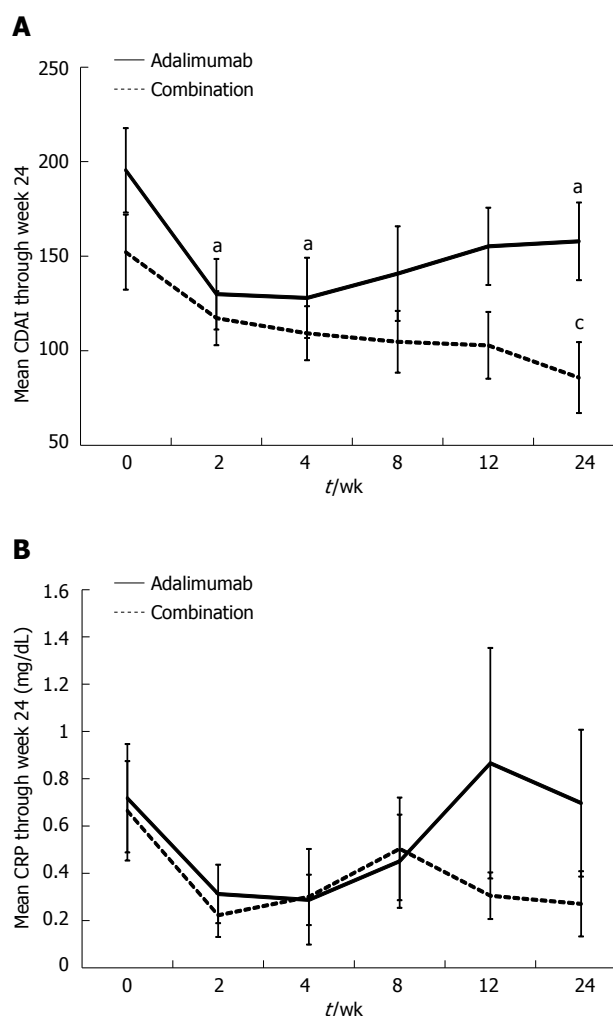 A
Adalimumab
Combination
Mean CDAI through week 24
250
200
150
100
50
a
a
a
c
0 2 4 8 12 24
t/wk
B
Adalimumab
Combination
Mean CRP through week 24 (mg/dL)
1.6
1.4
1.2
1
0.8
0.6
0.4
0.2
0
0 2 4 8 12 24
t/wk